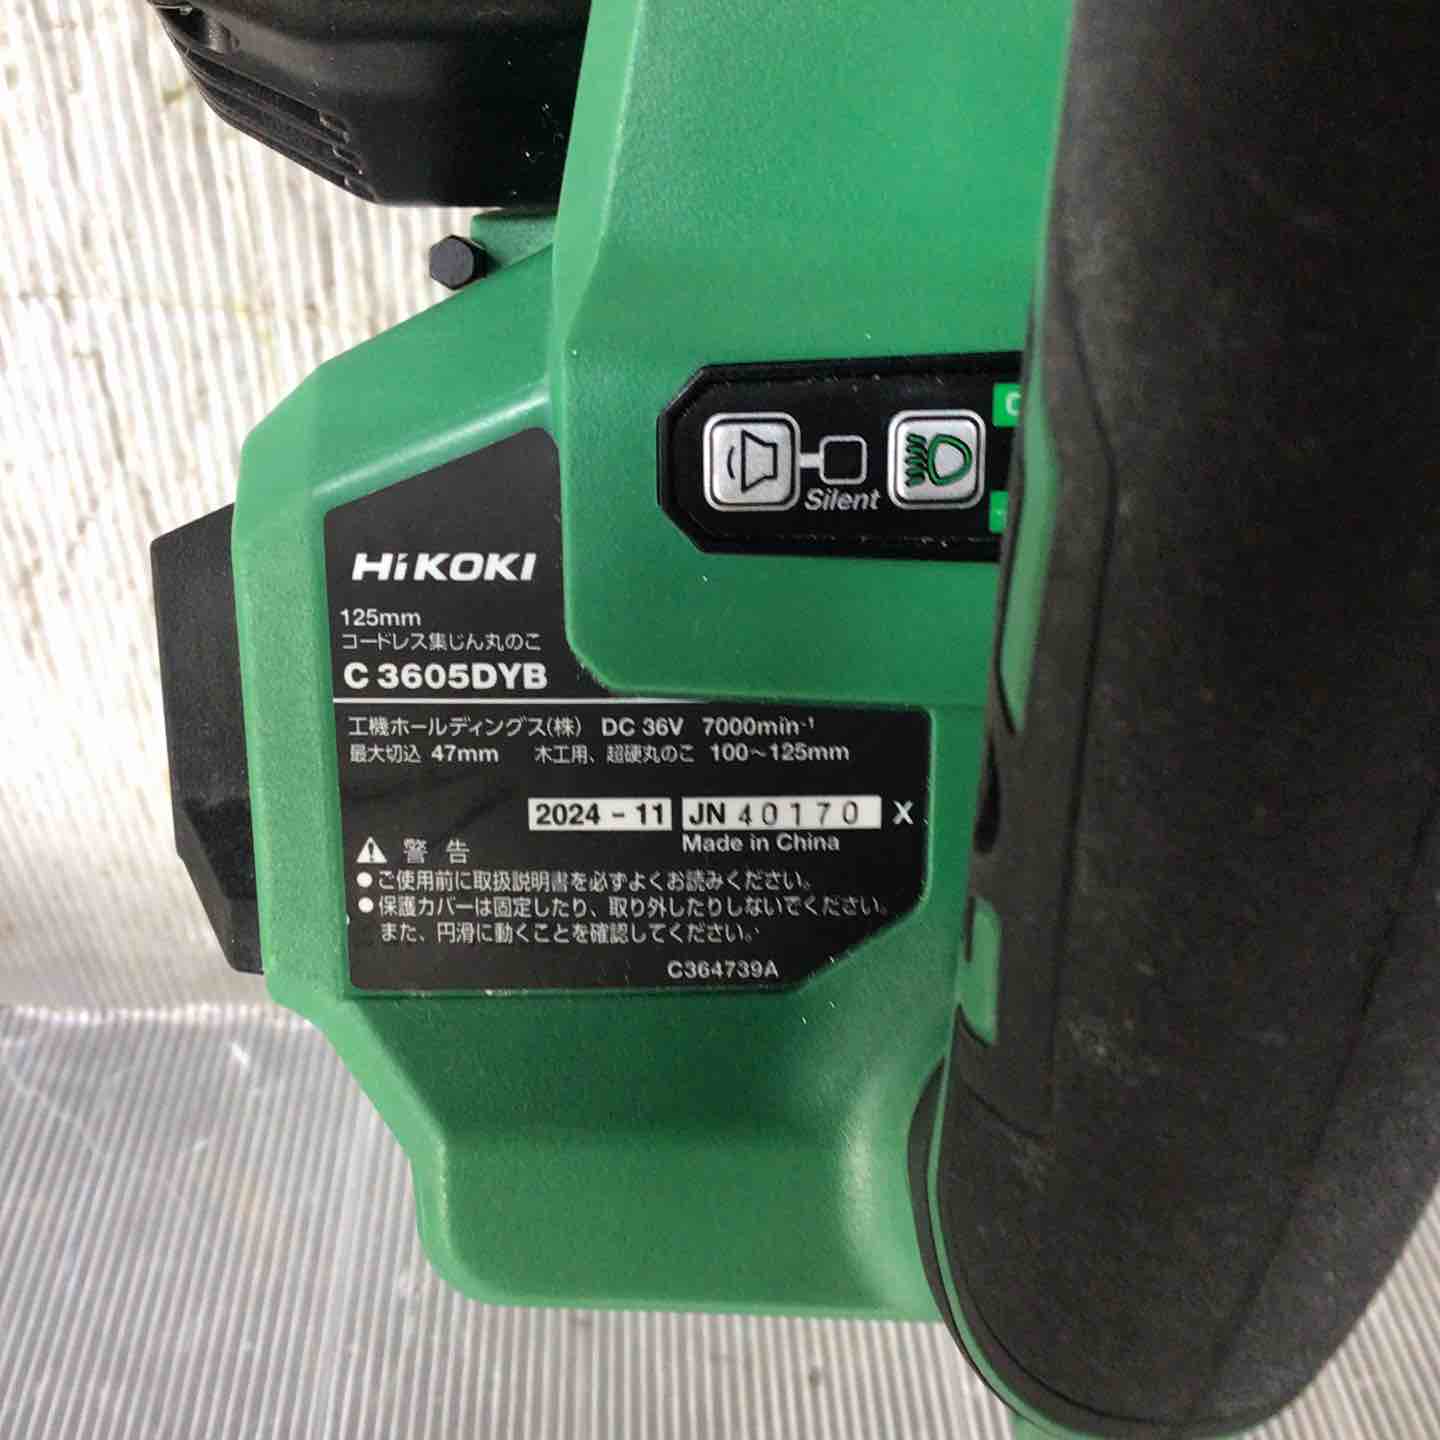 Silent
HiKOKI
125mm
コードレス集じん丸のこ
C 3605DYB
工機ホールディングス(株) DC 36V 7000min-1
最大切込 47mm 木工用、超硬丸のこ 100~125mm
2024 - 11 JN 40170 X
Made in China
⚠ 警告
●ご使用前に取扱説明書を必ずよくお読みください。
●保護カバーは固定したり、取り外したりしないでください。
また、円滑に動くことを確認してください。
C364739A